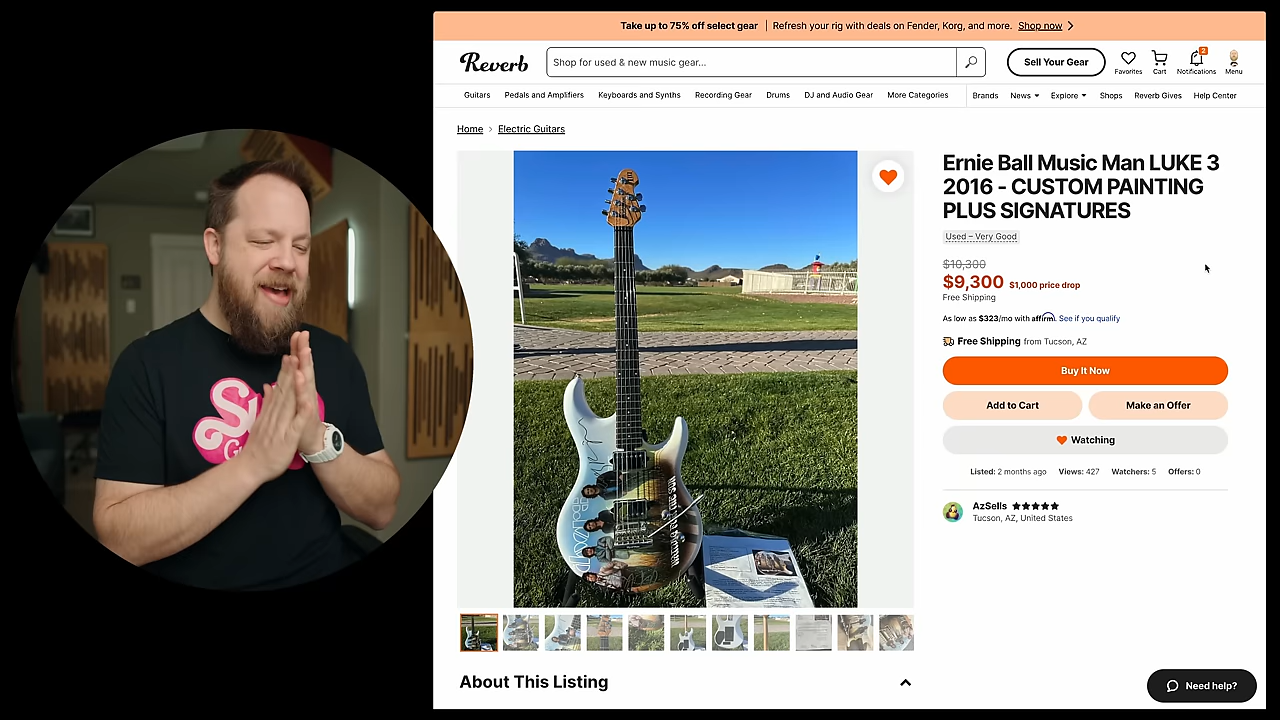 Take up to 75% off select gear | Refresh your rig with deals on Fender, Korg, and more. Shop now
Reverb
Shop for used & new music gear...
Sell Your Gear
Favorites
Cart
2
Notifications
Menu
Guitars
Pedals and Amplifiers
Keyboards and Synths
Recording Gear
Drums
DJ and Audio Gear
More Categories
Brands
News
Explore
Shops
Reverb Gives
Help Center
Home > Electric Guitars
Ernie Ball Music Man LUKE 3
2016 - CUSTOM PAINTING
PLUS SIGNATURES
Used – Very Good
$10,300
$9,300 $1,000 price drop
Free Shipping
As low as $323/mo with affirm. See if you qualify
Free Shipping from Tucson, AZ
Buy It Now
Add to Cart
Make an Offer
Watching
Listed: 2 months ago Views: 427 Watchers: 5 Offers: 0
AzSells
Tucson, AZ, United States
About This Listing
Need help?